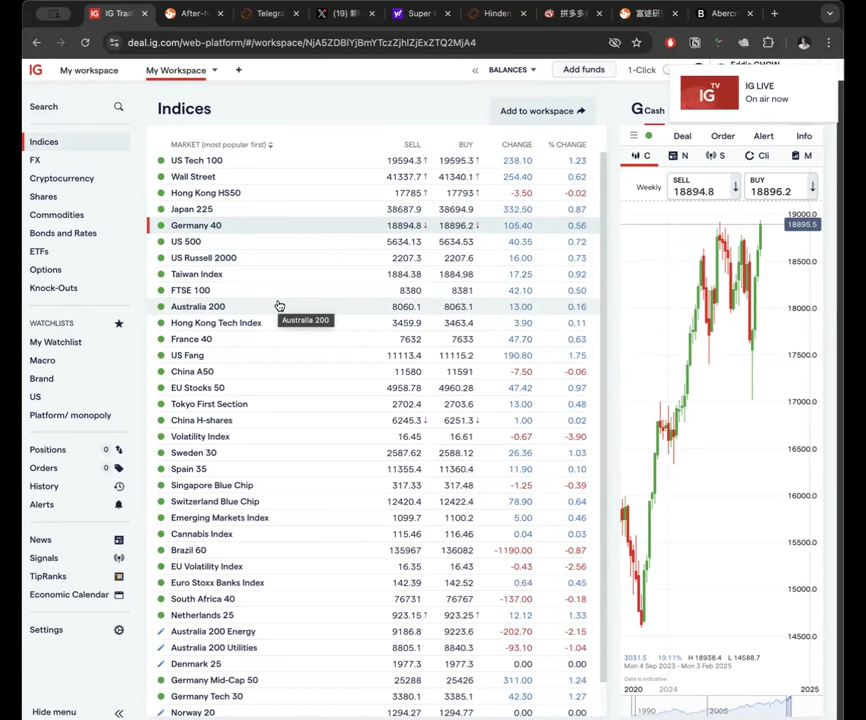 IG Trad
After-H
Telegra
(19) 
Super M
Hinden
拼多多
富途研
Abercr
deal.ig.com/web-platform/#/workspace/NjA5ZDBlYjBmYTczZjhlZjExZTQ2MjA4
IG
My workspace
My Workspace
BALANCES
Add funds
1-Click
IG TV
IG LIVE
On air now
Search
Indices
FX
Cryptocurrency
Shares
Commodities
Bonds and Rates
ETFs
Options
Knock-Outs
WATCHLISTS
My Watchlist
Macro
Brand
US
Platform/ monopoly
Positions 0
Orders 0
History
Alerts
News
Signals
TipRanks
Economic Calendar
Settings
Hide menu
Indices
Add to workspace
MARKET (most popular first) SELL BUY CHANGE % CHANGE
US Tech 100 19594.3 19595.3 238.10 1.23
Wall Street 41337.7 41340.1 254.40 0.62
Hong Kong HS50 17785 17793 -3.50 -0.02
Japan 225 38687.9 38694.9 332.50 0.87
Germany 40 18894.8 18896.2 105.40 0.56
US 500 5634.13 5634.53 40.35 0.72
US Russell 2000 2207.3 2207.6 16.00 0.73
Taiwan Index 1884.38 1884.98 17.25 0.92
FTSE 100 8380 8381 42.10 0.50
Australia 200 8060.1 8063.1 13.00 0.16
Australia 200
Hong Kong Tech Index 3459.9 3463.4 3.90 0.11
France 40 7632 7633 47.70 0.63
US Fang 11113.4 11115.2 190.80 1.75
China A50 11580 11591 -7.50 -0.06
EU Stocks 50 4958.78 4960.28 47.42 0.97
Tokyo First Section 2702.4 2703.6 13.00 0.48
China H-shares 6245.3 6251.3 1.00 0.02
Volatility Index 16.45 16.61 -0.67 -3.90
Sweden 30 2587.62 2588.12 26.36 1.03
Spain 35 11355.4 11360.4 11.90 0.10
Singapore Blue Chip 317.33 317.48 -1.25 -0.39
Switzerland Blue Chip 12420.4 12422.4 78.90 0.64
Emerging Markets Index 1099.7 1100.2 5.00 0.46
Cannabis Index 115.46 116.46 0.04 0.03
Brazil 60 135967 136082 -1190.00 -0.87
EU Volatility Index 16.35 16.43 -0.43 -2.56
Euro Stoxx Banks Index 142.39 142.52 0.64 0.45
South Africa 40 76731 76767 -137.00 -0.18
Netherlands 25 923.15 923.25 12.12 1.33
Australia 200 Energy 9186.8 9223.6 -202.70 -2.15
Australia 200 Utilities 8805.1 8840.3 -93.10 -1.04
Denmark 25 1977.3 1977.3 0.00 0.00
Germany Mid-Cap 50 25288 25426 314.00 1.24
Germany Tech 30 3380.1 3385.1 42.30 1.27
Norway 20 1294.27 1294.77 0.00 0.00
G Cash
Deal Order Alert Info
C N S Cli M
Weekly
SELL
18894.8
BUY
18896.2
19000.0
18895.5
18500.0
18000.0
17500.0
17000.0
16500.0
16000.0
15500.0
15000.0
14500.0
3031.5 19.11% H 18938.4 L 14588.7
Mon 4 Sep 2023 - Mon 3 Feb 2025
Data is indicative
2020 2024 2025
1990 2005